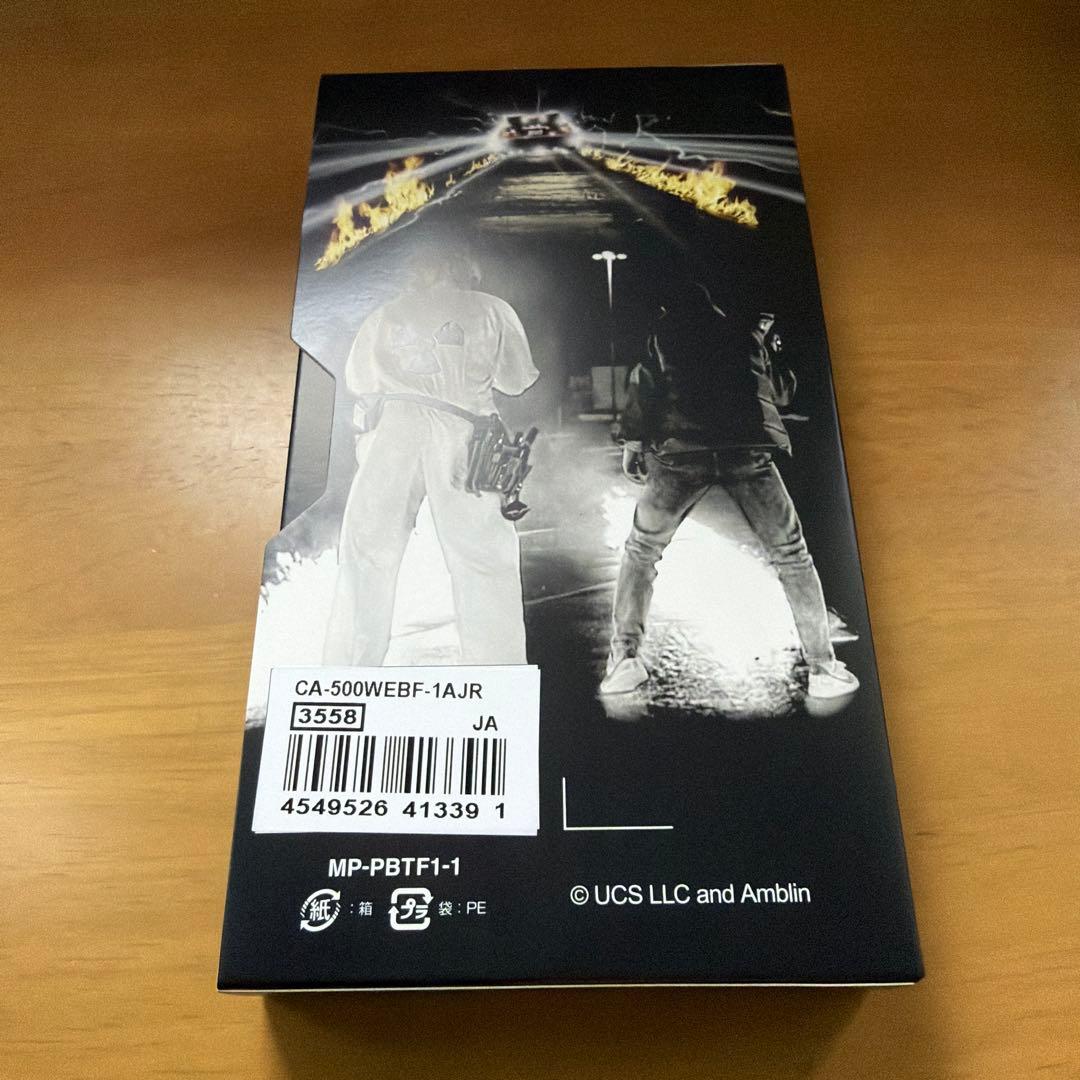 CA-500WEBF-1AJR
3558
JA
4549526 41339 1
MP-PBTF1-1
紙 : 箱 プラ 袋 : PE
© UCS LLC and Amblin